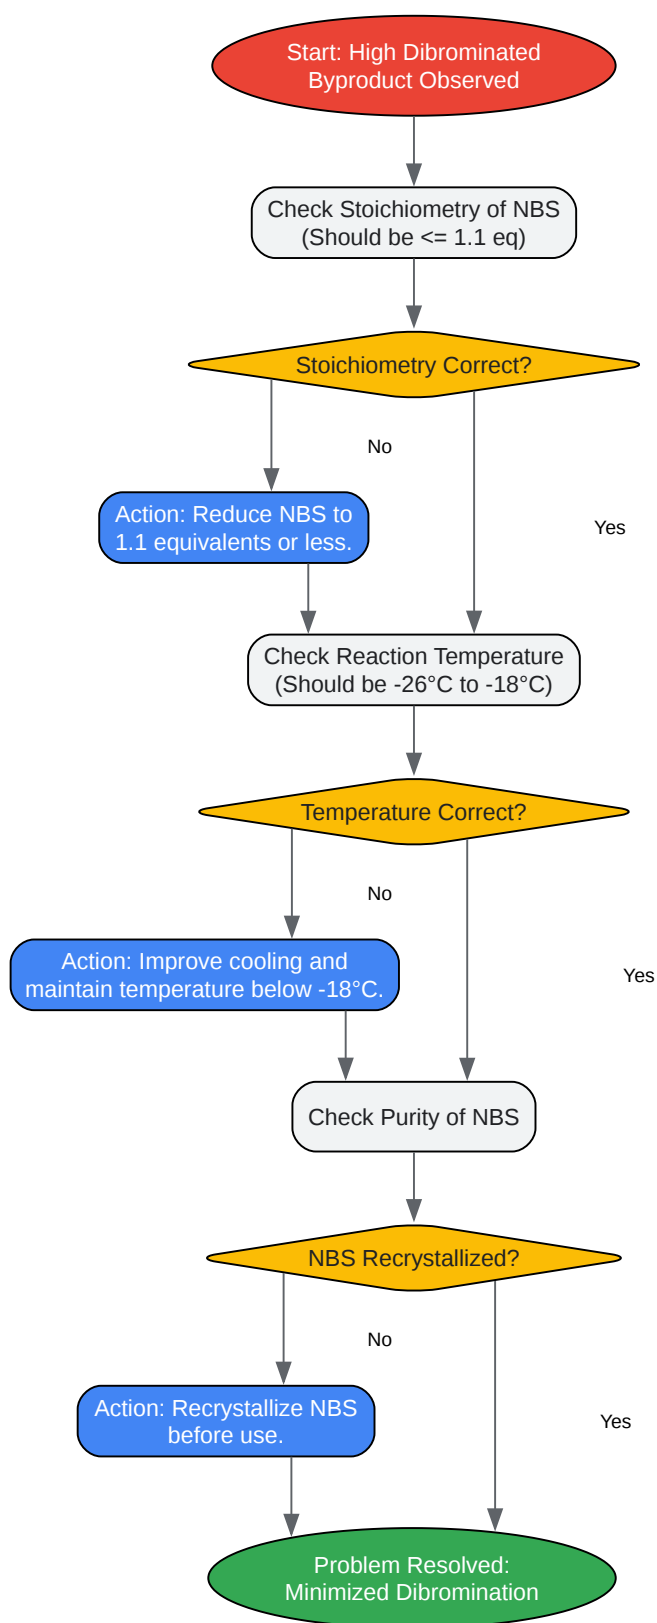 Start: High Dibrominated
Byproduct Observed
Check Stoichiometry of NBS
(Should be <= 1.1 eq)
Stoichiometry Correct?
No
Action: Reduce NBS to
1.1 equivalents or less.
Yes
Check Reaction Temperature
(Should be -26°C to -18°C)
Temperature Correct?
No
Action: Improve cooling and
maintain temperature below -18°C.
Yes
Check Purity of NBS
NBS Recrystallized?
No
Action: Recrystallize NBS
before use.
Yes
Problem Resolved:
Minimized Dibromination